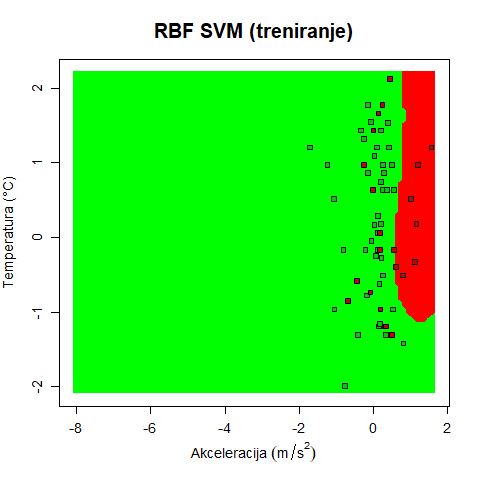 RBF SVM (treniranje)
2
1
0
-1
-2
Temperatura (°C)
-8 -6 -4 -2 0 2
Akceleracija (m/s²)